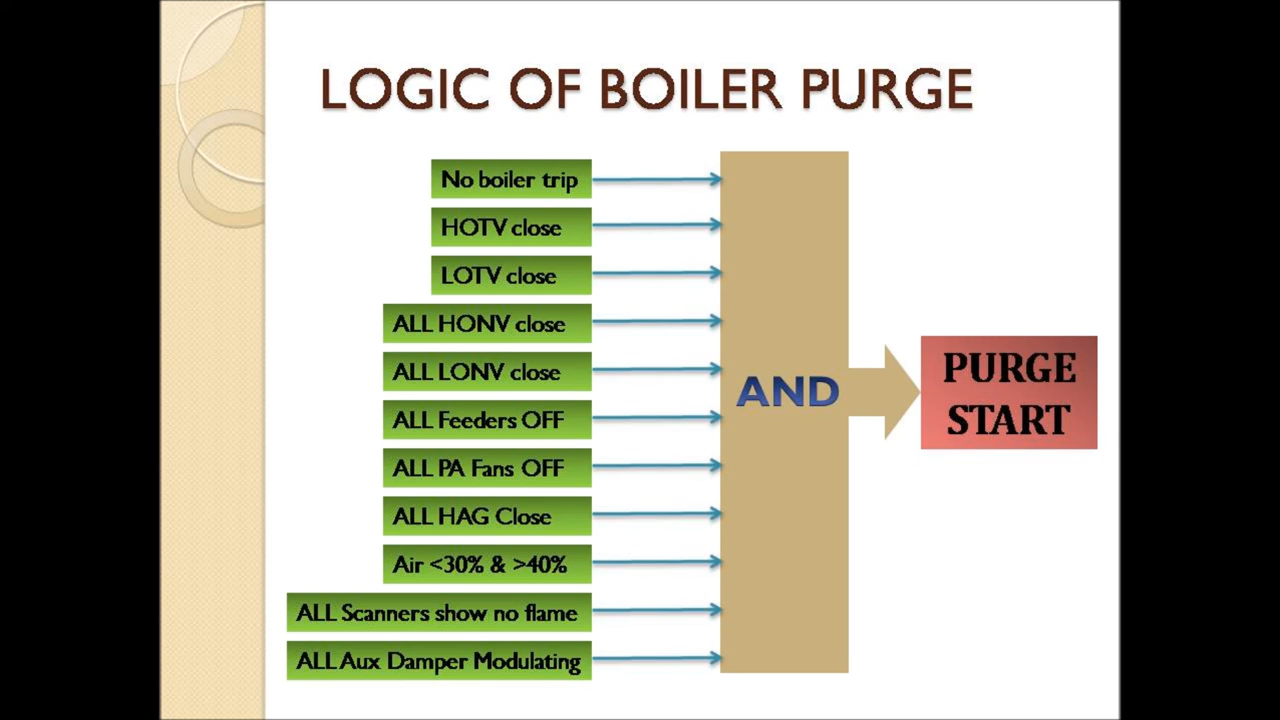 LOGIC OF BOILER PURGE
No boiler trip
HOTV close
LOTV close
ALL HONV close
ALL LONV close
ALL Feeders OFF
ALL PA Fans OFF
ALL HAG Close
Air <30% & >40%
ALL Scanners show no flame
ALL Aux Damper Modulating
AND
PURGE
START